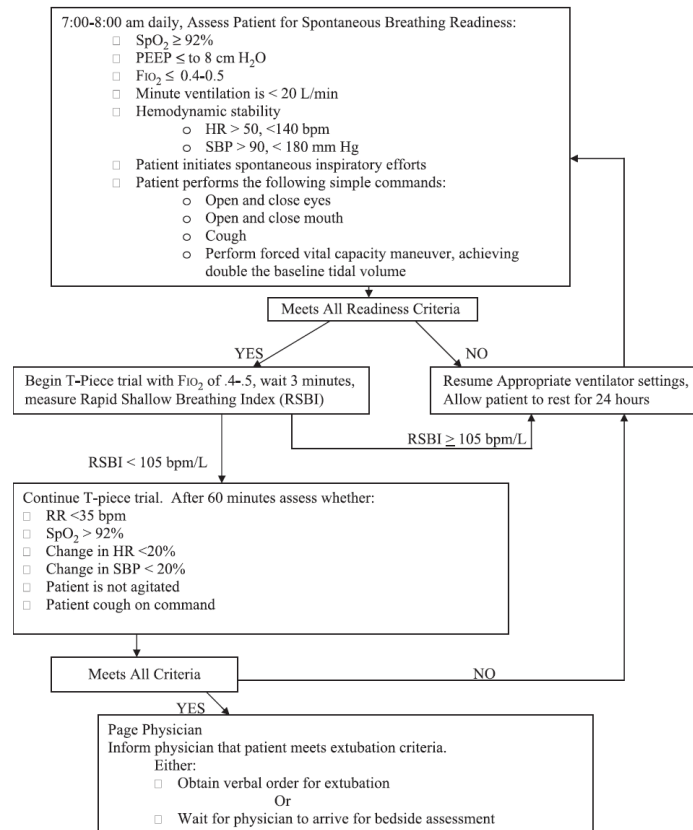 7:00-8:00 am daily, Assess Patient for Spontaneous Breathing Readiness:
□ SpO₂ ≥ 92%
□ PEEP ≤ to 8 cm H₂O
□ FIO₂ ≤ 0.4-0.5
□ Minute ventilation is < 20 L/min
□ Hemodynamic stability
o HR > 50, <140 bpm
o SBP > 90, < 180 mm Hg
□ Patient initiates spontaneous inspiratory efforts
□ Patient performs the following simple commands:
o Open and close eyes
o Open and close mouth
o Cough
o Perform forced vital capacity maneuver, achieving
double the baseline tidal volume
Meets All Readiness Criteria
YES
NO
Begin T-Piece trial with FIO₂ of .4-.5, wait 3 minutes,
measure Rapid Shallow Breathing Index (RSBI)
Resume Appropriate ventilator settings,
Allow patient to rest for 24 hours
RSBI ≥ 105 bpm/L
RSBI < 105 bpm/L
Continue T-piece trial. After 60 minutes assess whether:
□ RR <35 bpm
□ SpO₂ > 92%
□ Change in HR <20%
□ Change in SBP < 20%
□ Patient is not agitated
□ Patient cough on command
Meets All Criteria
NO
YES
Page Physician
Inform physician that patient meets extubation criteria.
Either:
□ Obtain verbal order for extubation
Or
□ Wait for physician to arrive for bedside assessment